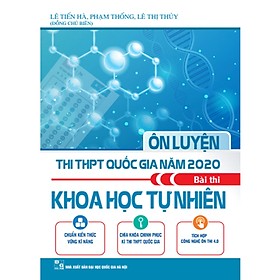 LÊ TIẾN HÀ, PHẠM THỐNG, LÊ THỊ THÚY
(ĐỒNG CHỦ BIÊN)
ÔN LUYỆN
THI THPT QUỐC GIA NĂM 2020
Bài thi
KHOA HỌC TỰ NHIÊN
CHUẨN KIẾN THỨC
VỮNG KĨ NĂNG
CHÌA KHÓA CHINH PHỤC
KÌ THI THPT QUỐC GIA
TÍCH HỢP
CÔNG NGHỆ ÔN THI 4.0
NHÀ XUẤT BẢN ĐẠI HỌC QUỐC GIA HÀ NỘI